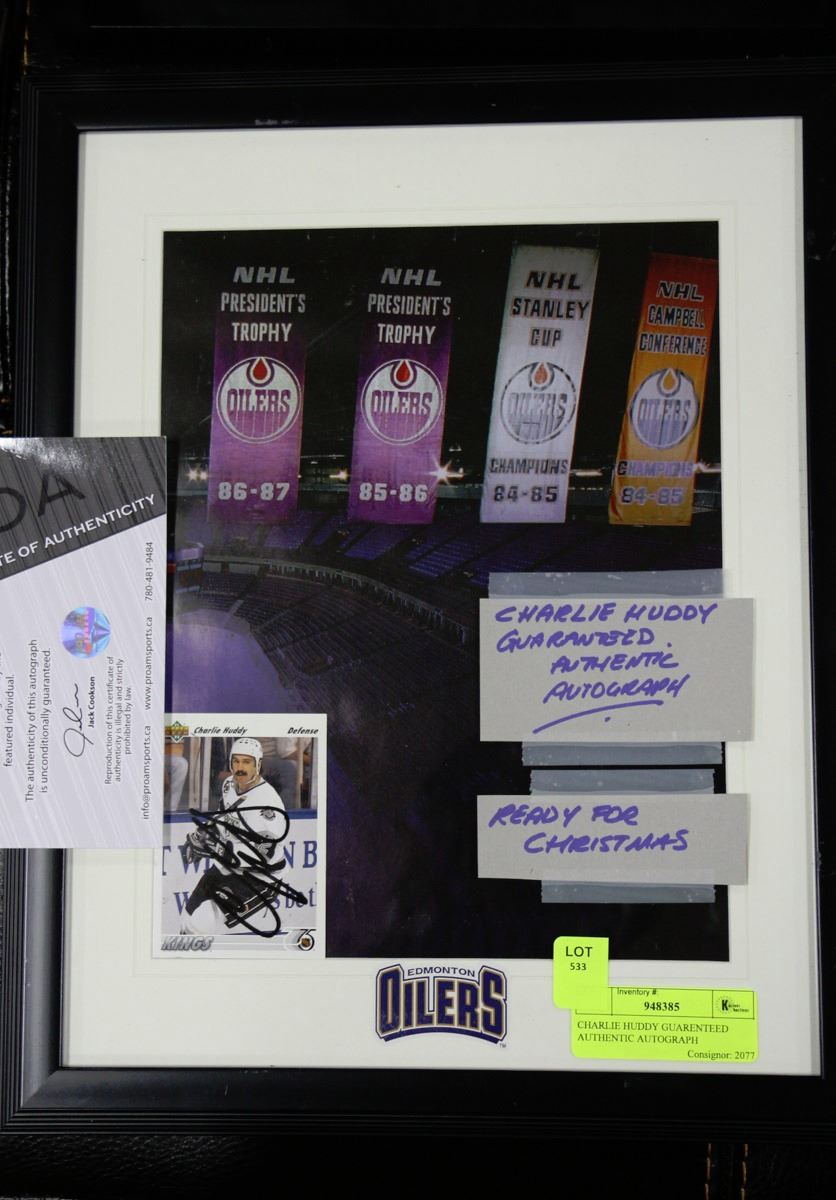 NHL
PRESIDENT'S
TROPHY
OILERS
86-87
NHL
PRESIDENT'S
TROPHY
OILERS
85-86
NHL
STANLEY
CUP
OILERS
CHAMPIONS
84-85
NHL
CAMPBELL
CONFERENCE
OILERS
CHAMPIONS
84-85
OA
TE OF AUTHENTICITY
featured individual.
The authenticity of this autograph
is unconditionally guaranteed.
Jack Cookson
Reproduction of this certificate of
authenticity is illegal and strictly
prohibited by law.
info@proamsports.ca www.proamsports.ca 780-481-9484
CHARLIE HUDDY
GUARANTEED.
AUTHENTIC
AUTOGRAPH
READY FOR
CHRISTMAS
Charlie Huddy Defense
KINGS
EDMONTON
OILERS
TM
LOT
533
Inventory #:
948385
CHARLIE HUDDY GUARENTEED
AUTHENTIC AUTOGRAPH
Consignor: 2077